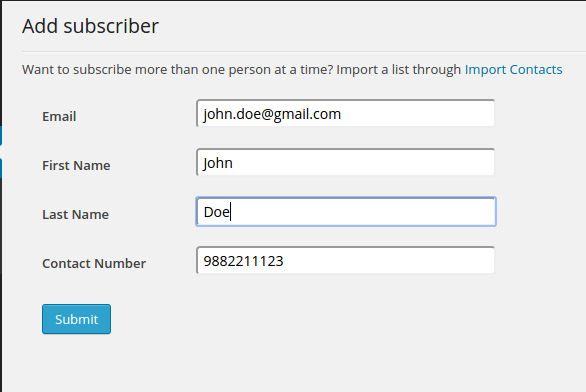 Add subscriber
Want to subscribe more than one person at a time? Import a list through Import Contacts
Email john.doe@gmail.com
First Name John
Last Name Doe
Contact Number 9882211123
Submit